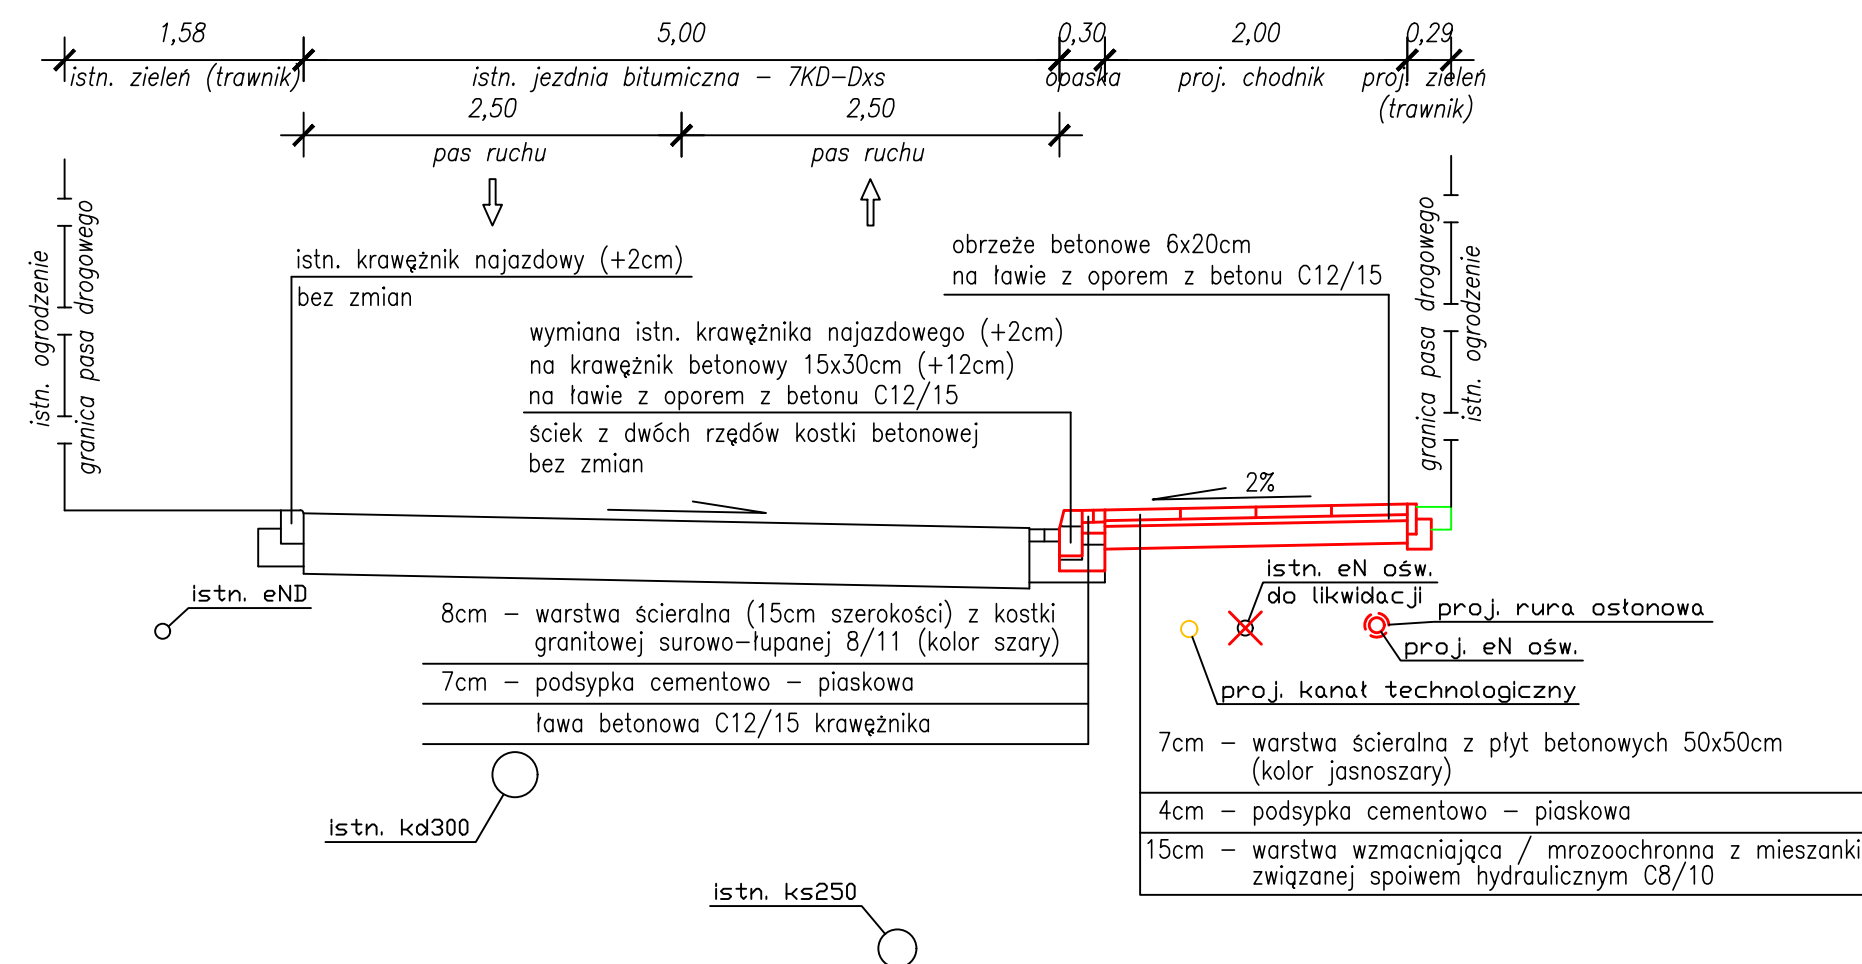 1,58
5,00
0,30
2,00
0,29
istn. zieleń (trawnik)
istn. jezdnia bitumiczna – 7KD–Dxs
opaska
proj. chodnik
proj. zieleń
(trawnik)
2,50
2,50
pas ruchu
pas ruchu
istn. ogrodzenie
granica pasa drogowego
granica pasa drogowego
istn. ogrodzenie
istn. krawężnik najazdowy (+2cm)
bez zmian
obrzeże betonowe 6x20cm
na ławie z oporem z betonu C12/15
wymiana istn. krawężnika najazdowego (+2cm)
na krawężnik betonowy 15x30cm (+12cm)
na ławie z oporem z betonu C12/15
ściek z dwóch rzędów kostki betonowej
bez zmian
2%
istn. eND
istn. eN ośw.
do likwidacji
proj. rura osłonowa
proj. eN ośw.
proj. kanał technologiczny
8cm – warstwa ścieralna (15cm szerokości) z kostki
granitowej surowo–łupanej 8/11 (kolor szary)
7cm – podsypka cementowo – piaskowa
ława betonowa C12/15 krawężnika
7cm – warstwa ścieralna z płyt betonowych 50x50cm
(kolor jasnoszary)
4cm – podsypka cementowo – piaskowa
15cm – warstwa wzmacniająca / mrozoochronna z mieszanki
związanej spoiwem hydraulicznym C8/10
istn. kd300
istn. ks250